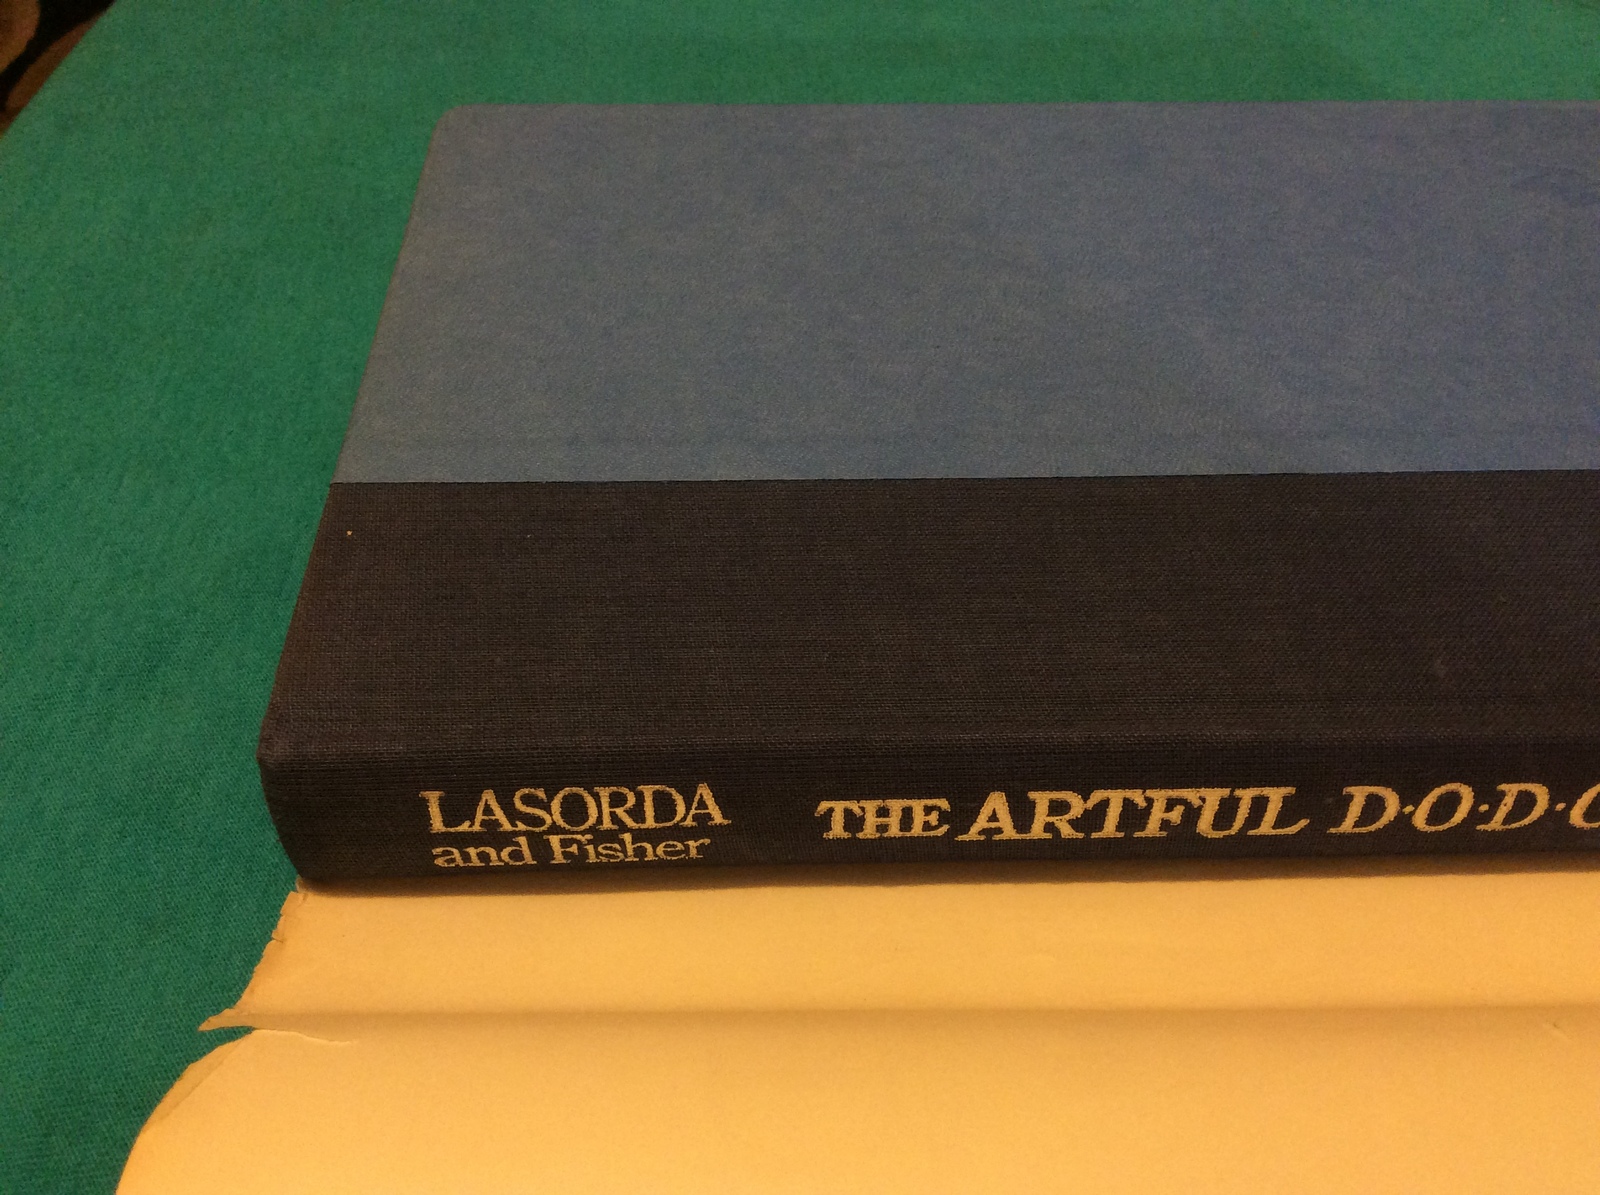 LASORDA
and Fisher
THE ARTFUL D·O·D·